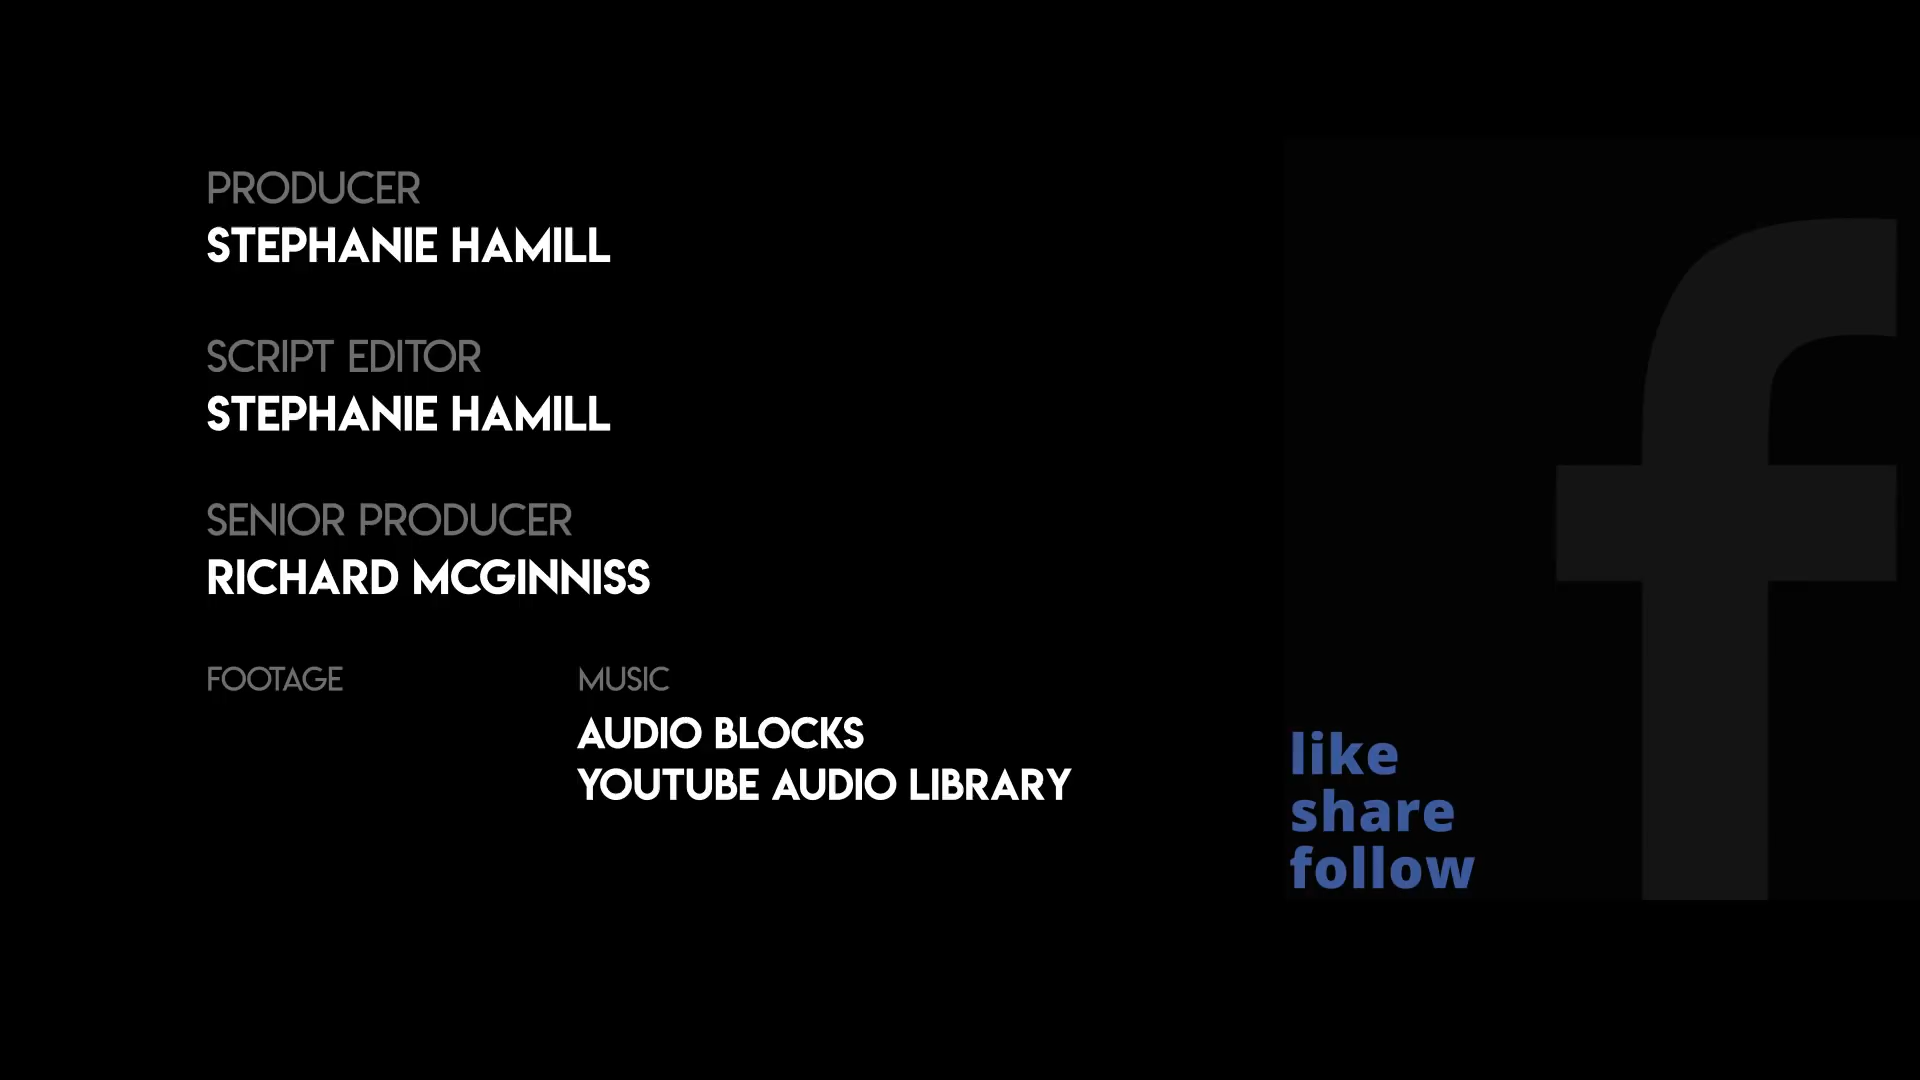 PRODUCER
STEPHANIE HAMILL
SCRIPT EDITOR
STEPHANIE HAMILL
SENIOR PRODUCER
RICHARD MCGINNISS
FOOTAGE
MUSIC
AUDIO BLOCKS
YOUTUBE AUDIO LIBRARY
like
share
follow
f